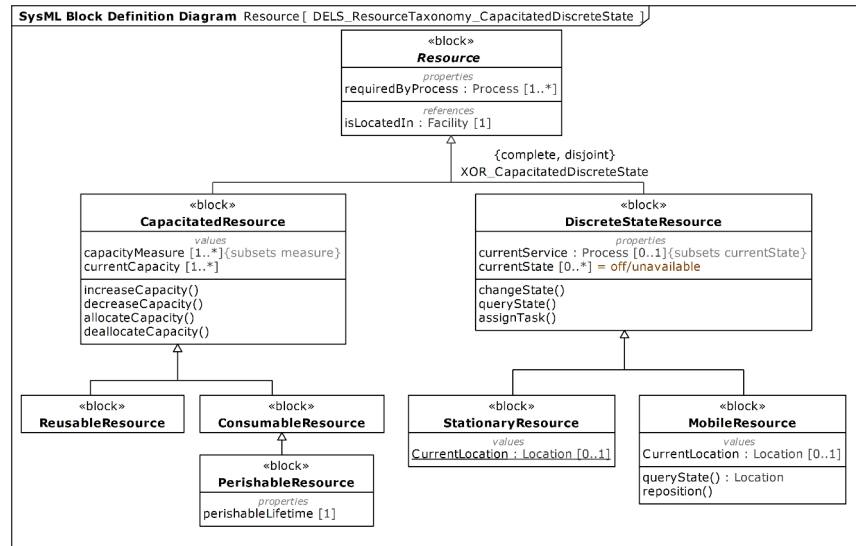 SysML Block Definition Diagram Resource [ DELS_ResourceTaxonomy_CapacitatedDiscreteState ]
«block»
Resource
properties
requiredByProcess : Process [1..*]
references
isLocatedIn : Facility [1]
{complete, disjoint}
XOR_CapacitatedDiscreteState
«block»
CapacitatedResource
values
capacityMeasure [1..*]{subsets measure}
currentCapacity [1..*]
increaseCapacity()
decreaseCapacity()
allocateCapacity()
deallocateCapacity()
«block»
DiscreteStateResource
properties
currentService : Process [0..1]{subsets currentState}
currentState [0..*] = off/unavailable
changeState()
queryState()
assignTask()
«block»
ReusableResource
«block»
ConsumableResource
«block»
PerishableResource
properties
perishableLifetime [1]
«block»
StationaryResource
values
CurrentLocation : Location [0..1]
«block»
MobileResource
values
CurrentLocation : Location [0..1]
queryState() : Location
reposition()